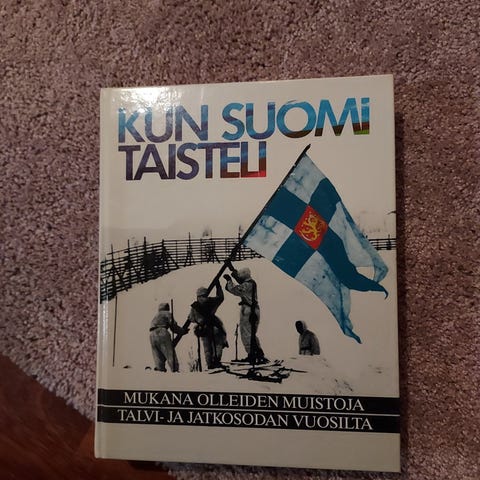 KUN SUOMI
TAISTELI
MUKANA OLLEIDEN MUISTOJA
TALVI- JA JATKOSODAN VUOSILTA